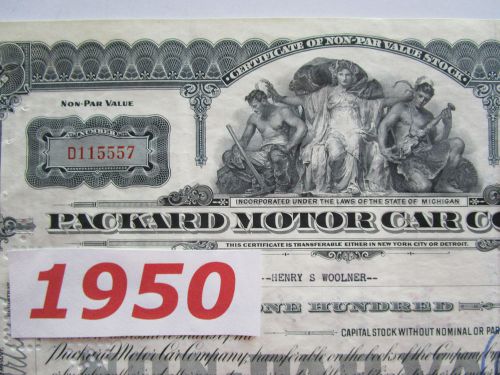 CERTIFICATE OF NON-PAR VALUE STOCK
NON-PAR VALUE
NUMBER
D115557
INCORPORATED UNDER THE LAWS OF THE STATE OF MICHIGAN
PACKARD MOTOR CAR CO
THIS CERTIFICATE IS TRANSFERABLE EITHER IN NEW YORK CITY OR DETROIT.
1950
--HENRY S WOOLNER--
ONE HUNDRED
CAPITAL STOCK WITHOUT NOMINAL OR PAR
Packard Motor Car Company, transferable on the books of the Company